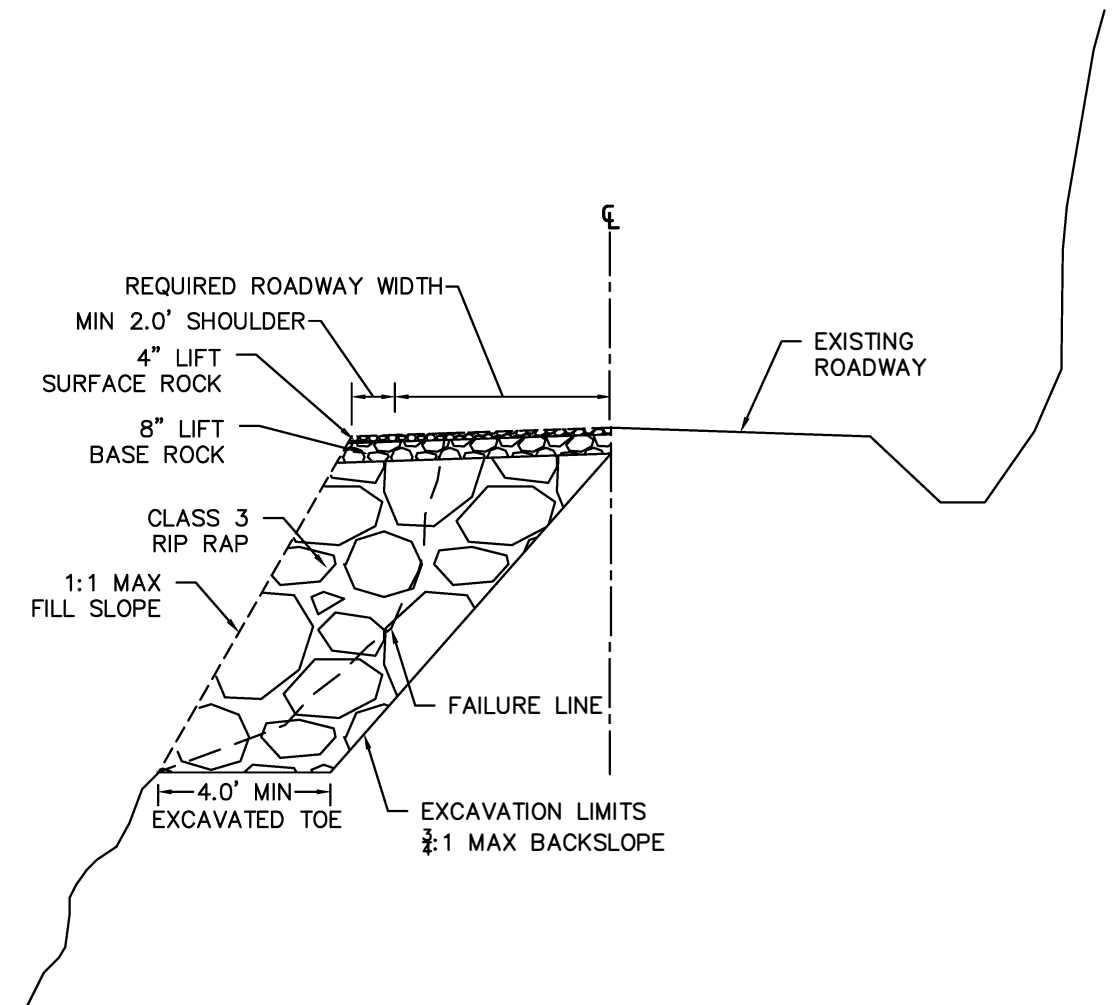 ℄
REQUIRED ROADWAY WIDTH
MIN 2.0' SHOULDER
4" LIFT
SURFACE ROCK
8" LIFT
BASE ROCK
EXISTING
ROADWAY
CLASS 3
RIP RAP
1:1 MAX
FILL SLOPE
FAILURE LINE
4.0' MIN
EXCAVATED TOE
EXCAVATION LIMITS
¾:1 MAX BACKSLOPE